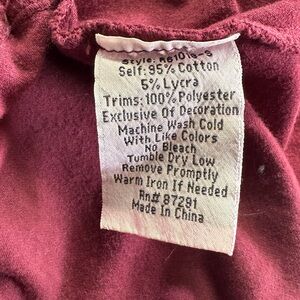 Style:
Self: 95% Cotton
5% Lycra
Trims: 100% Polyester
Exclusive Of Decoration
Machine Wash Cold
With Like Colors
No Bleach
Tumble Dry Low
Remove Promptly
Warm Iron If Needed
Rn# 87291
Made In China